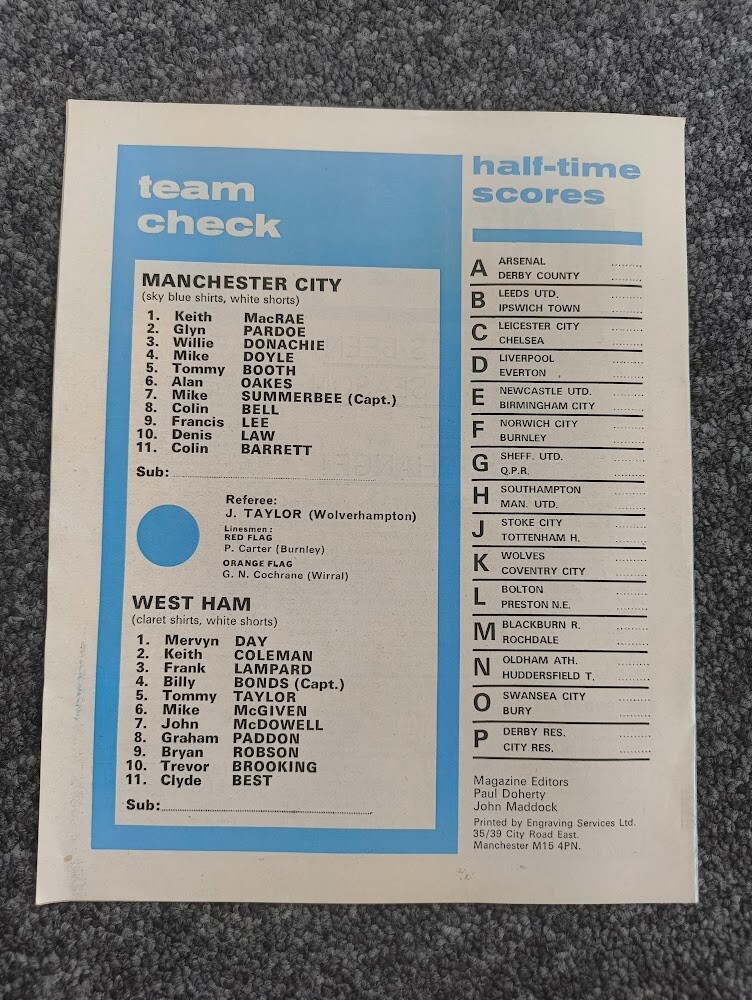 team
check
MANCHESTER CITY
(sky blue shirts, white shorts)
1. Keith MacRAE
2. Glyn PARDOE
3. Willie DONACHIE
4. Mike DOYLE
5. Tommy BOOTH
6. Alan OAKES
7. Mike SUMMERBEE (Capt.)
8. Colin BELL
9. Francis LEE
10. Denis LAW
11. Colin BARRETT
Sub:
Referee:
J. TAYLOR (Wolverhampton)
Linesmen:
RED FLAG
P. Carter (Burnley)
ORANGE FLAG
G. N. Cochrane (Wirral)
WEST HAM
(claret shirts, white shorts)
1. Mervyn DAY
2. Keith COLEMAN
3. Frank LAMPARD
4. Billy BONDS (Capt.)
5. Tommy TAYLOR
6. Mike McGIVEN
7. John McDOWELL
8. Graham PADDON
9. Bryan ROBSON
10. Trevor BROOKING
11. Clyde BEST
Sub:
half-time
scores
A ARSENAL
DERBY COUNTY
B LEEDS UTD.
IPSWICH TOWN
C LEICESTER CITY
CHELSEA
D LIVERPOOL
EVERTON
E NEWCASTLE UTD.
BIRMINGHAM CITY
F NORWICH CITY
BURNLEY
G SHEFF. UTD.
Q.P.R.
H SOUTHAMPTON
MAN. UTD.
J STOKE CITY
TOTTENHAM H.
K WOLVES
COVENTRY CITY
L BOLTON
PRESTON N.E.
M BLACKBURN R.
ROCHDALE
N OLDHAM ATH.
HUDDERSFIELD T.
O SWANSEA CITY
BURY
P DERBY RES.
CITY RES.
Magazine Editors
Paul Doherty
John Maddock
Printed by Engraving Services Ltd.
35/39 City Road East.
Manchester M15 4PN.